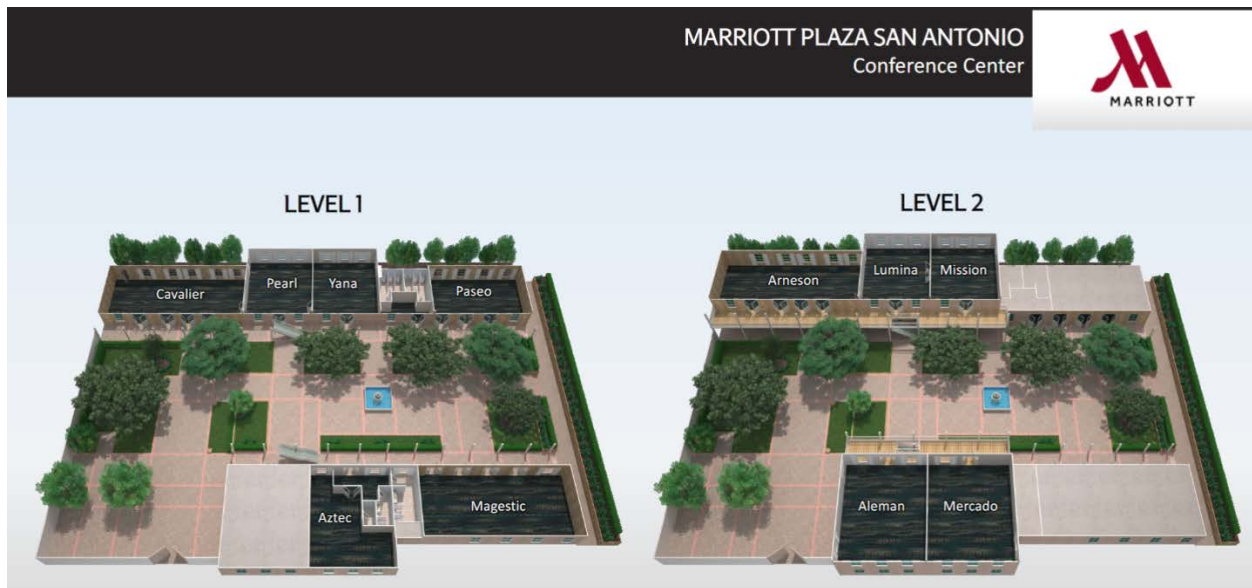 MARRIOTT PLAZA SAN ANTONIO
Conference Center
MARRIOTT
LEVEL 1
Cavalier
Pearl
Yana
Paseo
Aztec
Magestic
LEVEL 2
Arneson
Lumina
Mission
Aleman
Mercado